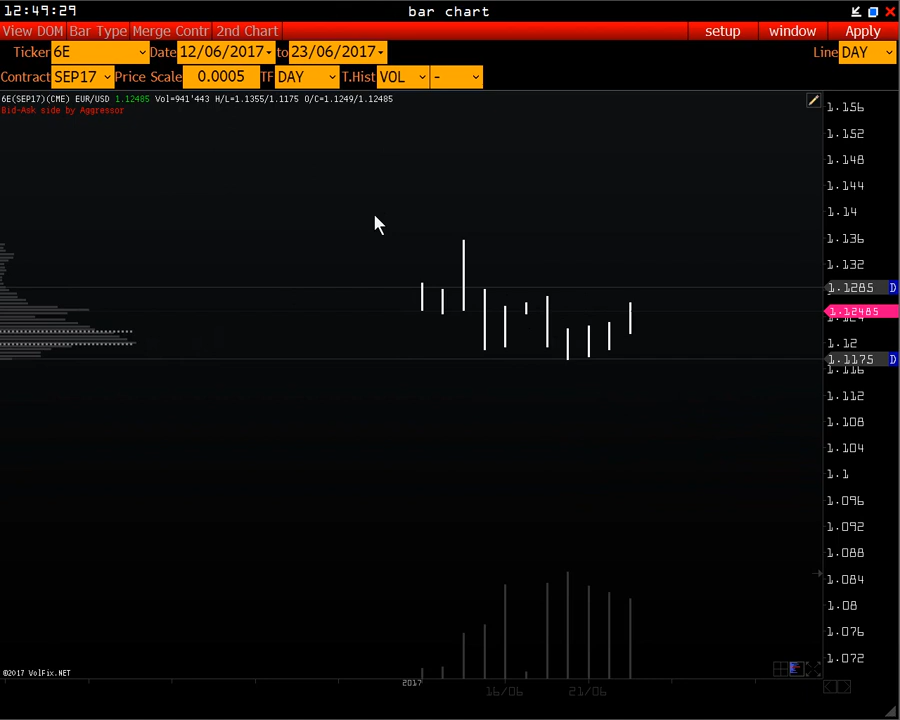 12:49:29 bar chart
View DOM Bar Type Merge Contr 2nd Chart setup window Apply
Ticker 6E Date 12/06/2017 to 23/06/2017 Line DAY
Contract SEP17 Price Scale 0.0005 TF DAY T.Hist VOL -
6E(SEP17)(CME) EUR/USD 1.12485 Vol=941'443 H/L=1.1355/1.1175 O/C=1.1249/1.12485
Bid-Ask side by Aggressor
1.156
1.152
1.148
1.144
1.14
1.136
1.132
1.1285 D
1.12485
1.124
1.12
1.1175 D
1.116
1.112
1.108
1.104
1.1
1.096
1.092
1.088
1.084
1.08
1.076
1.072
©2017 VolFix.NET
2017
16/06 21/06